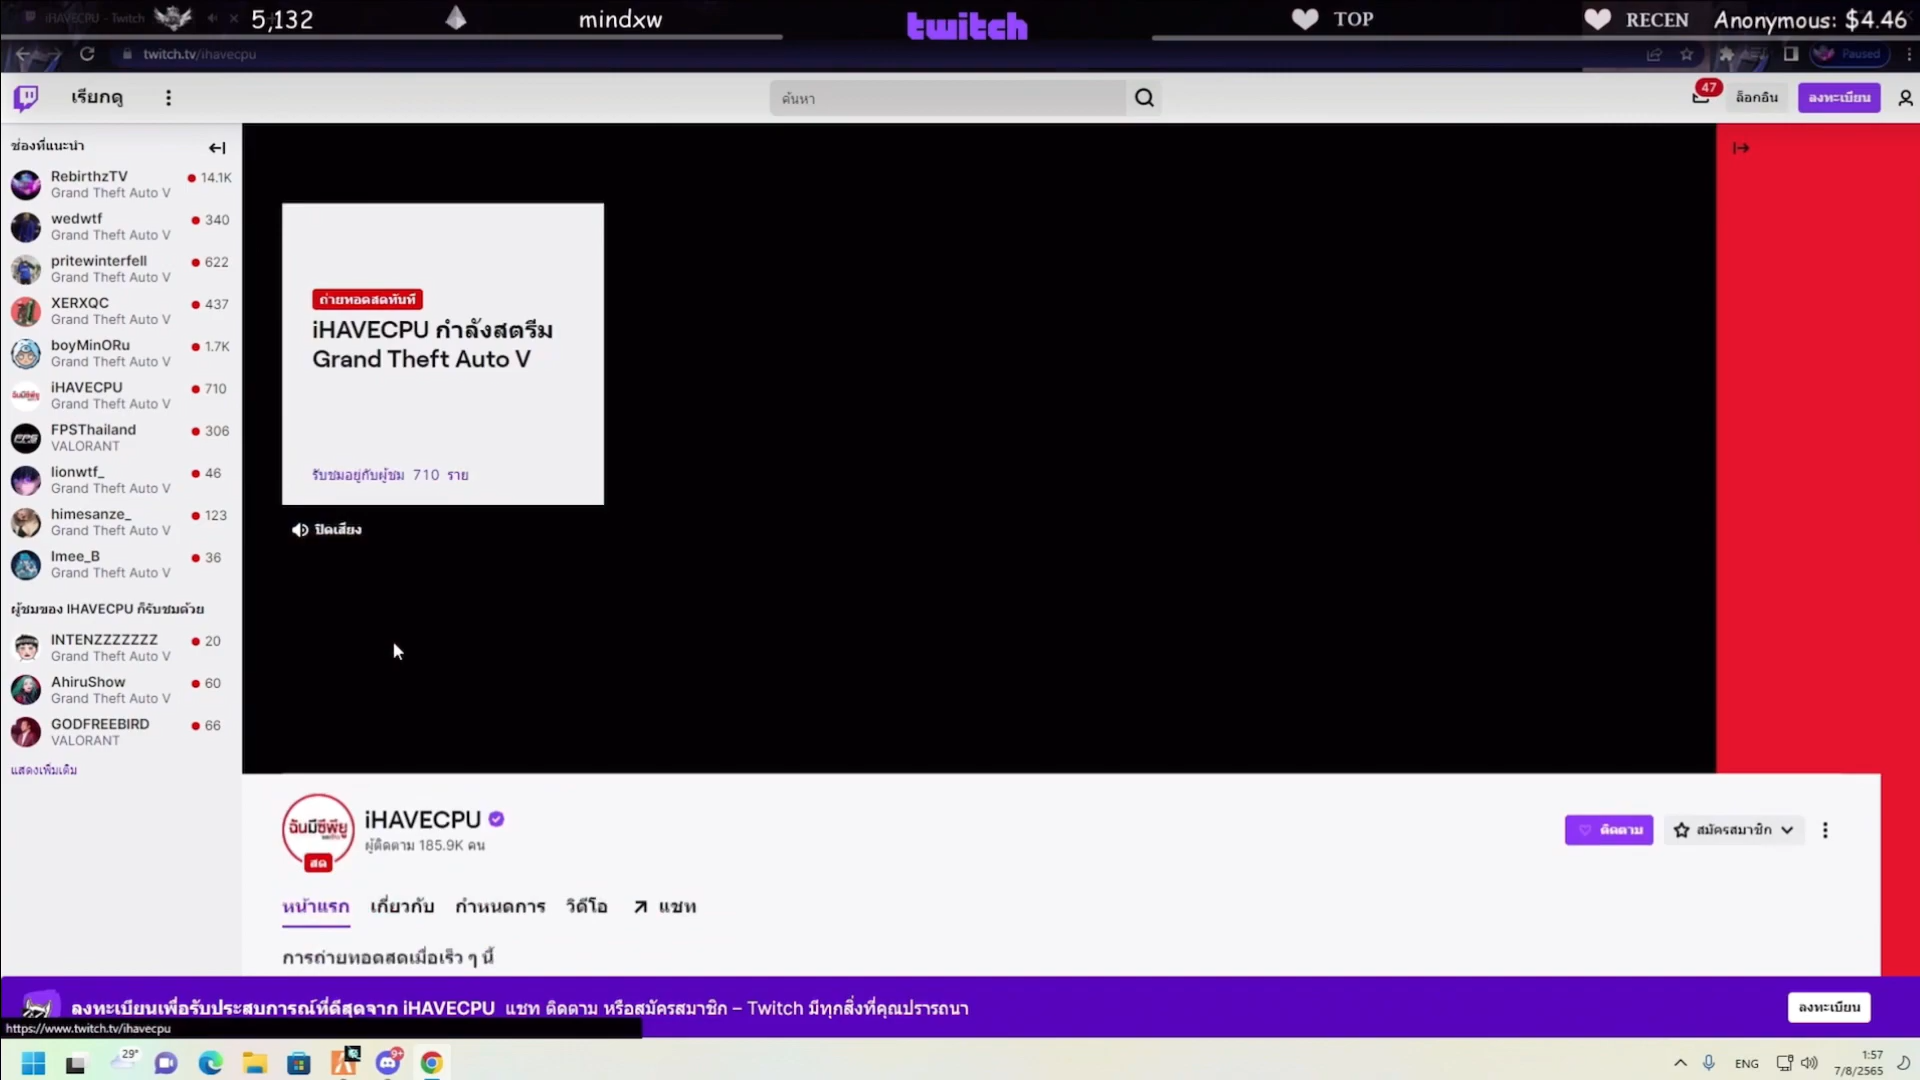 iHAVECPU - Twitch
5,132
mindxw
twitch
TOP
RECEN
Anonymous: $4.46
twitch.tv/ihavecpu
Paused
เรียกดู
ค้นหา
47
ล็อกอิน
ลงทะเบียน
ช่องที่แนะนำ
RebirthzTV
14.1K
Grand Theft Auto V
wedwtf
340
Grand Theft Auto V
pritewinterfell
622
Grand Theft Auto V
XERXQC
437
Grand Theft Auto V
boyMinORu
1.7K
Grand Theft Auto V
iHAVECPU
710
Grand Theft Auto V
FPSThailand
306
VALORANT
lionwtf_
46
Grand Theft Auto V
himesanze_
123
Grand Theft Auto V
Imee_B
36
Grand Theft Auto V
ผู้ชมของ IHAVECPU ก็รับชมด้วย
INTENZZZZZZZ
20
Grand Theft Auto V
AhiruShow
60
Grand Theft Auto V
GODFREEBIRD
66
VALORANT
แสดงเพิ่มเติม
ถ่ายทอดสดทันที
iHAVECPU กำลังสตรีม
Grand Theft Auto V
รับชมอยู่กับผู้ชม 710 ราย
ปิดเสียง
ฉันมีซีพียู
สด
iHAVECPU
ผู้ติดตาม 185.9K คน
ติดตาม
สมัครสมาชิก
หน้าแรก
เกี่ยวกับ
กำหนดการ
วิดีโอ
แชท
การถ่ายทอดสดเมื่อเร็ว ๆ นี้
ลงทะเบียนเพื่อรับประสบการณ์ที่ดีสุดจาก iHAVECPU แชท ติดตาม หรือสมัครสมาชิก – Twitch มีทุกสิ่งที่คุณปรารถนา
ลงทะเบียน
https://www.twitch.tv/ihavecpu
29°
9+
ENG
1:57
7/8/2565